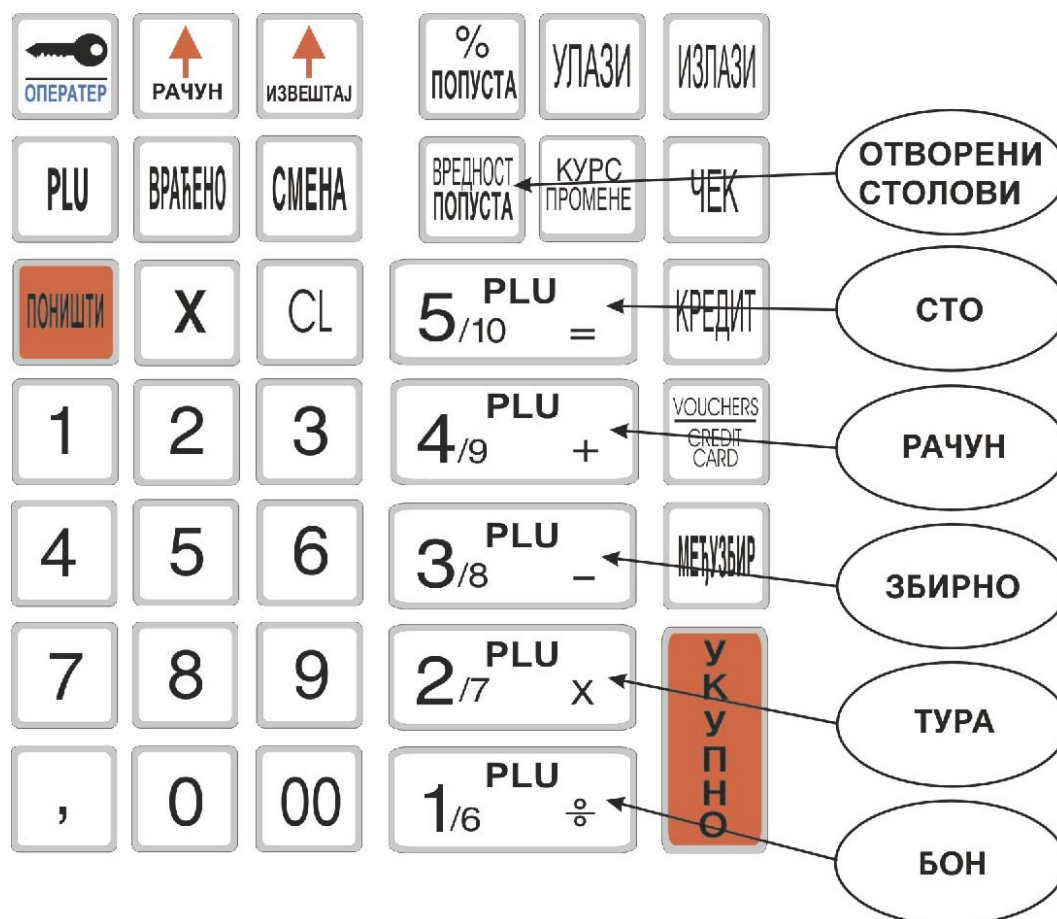 ОПЕРАТЕР
РАЧУН
ИЗВЕШТАЈ
%
ПОПУСТА
УЛАЗИ
ИЗЛАЗИ
PLU
ВРАЋЕНО
СМЕНА
ВРЕДНОСТ
ПОПУСТА
КУРС
ПРОМЕНЕ
ЧЕК
ОТВОРЕНИ
СТОЛОВИ
ПОНИШТИ
X
CL
5/10 PLU =
КРЕДИТ
СТО
1
2
3
4/9 PLU +
VOUCHERS
CREDIT
CARD
РАЧУН
4
5
6
3/8 PLU −
МЕЂУЗБИР
ЗБИРНО
7
8
9
2/7 PLU X
УКУПНО
ТУРА
,
0
00
1/6 PLU ÷
БОН